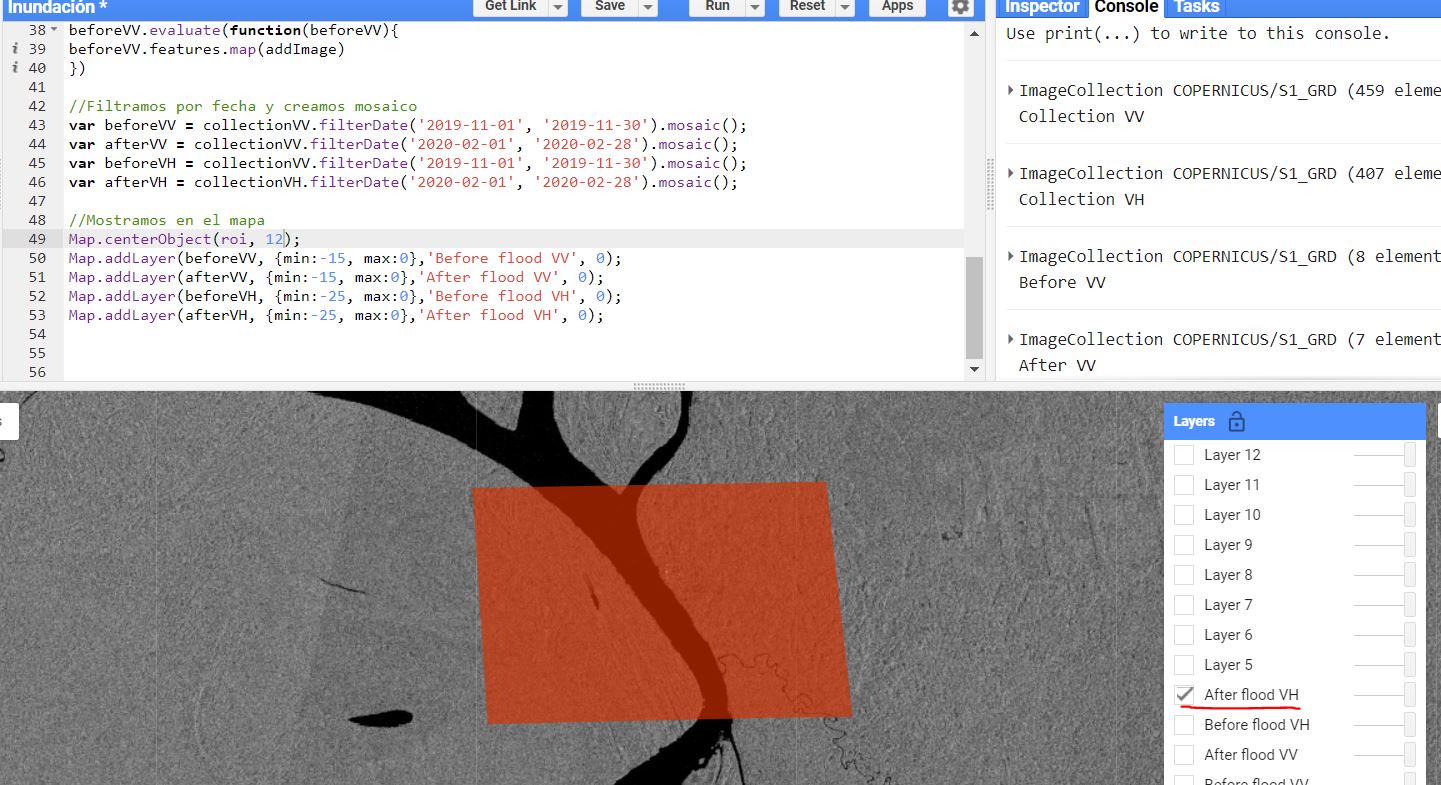 Inundación *
Get Link
Save
Run
Reset
Apps
38 beforeVV.evaluate(function(beforeVV){
i 39 beforeVV.features.map(addImage)
i 40 })
41
42 //Filtramos por fecha y creamos mosaico
43 var beforeVV = collectionVV.filterDate('2019-11-01', '2019-11-30').mosaic();
44 var afterVV = collectionVV.filterDate('2020-02-01', '2020-02-28').mosaic();
45 var beforeVH = collectionVV.filterDate('2019-11-01', '2019-11-30').mosaic();
46 var afterVH = collectionVH.filterDate('2020-02-01', '2020-02-28').mosaic();
47
48 //Mostramos en el mapa
49 Map.centerObject(roi, 12);
50 Map.addLayer(beforeVV, {min:-15, max:0},'Before flood VV', 0);
51 Map.addLayer(afterVV, {min:-15, max:0},'After flood VV', 0);
52 Map.addLayer(beforeVH, {min:-25, max:0},'Before flood VH', 0);
53 Map.addLayer(afterVH, {min:-25, max:0},'After flood VH', 0);
54
55
56
Inspector Console Tasks
Use print(...) to write to this console.
ImageCollection COPERNICUS/S1_GRD (459 eleme
Collection VV
ImageCollection COPERNICUS/S1_GRD (407 eleme
Collection VH
ImageCollection COPERNICUS/S1_GRD (8 element
Before VV
ImageCollection COPERNICUS/S1_GRD (7 element
After VV
s
Layers
Layer 12
Layer 11
Layer 10
Layer 9
Layer 8
Layer 7
Layer 6
Layer 5
After flood VH
Before flood VH
After flood VV
Before flood VV